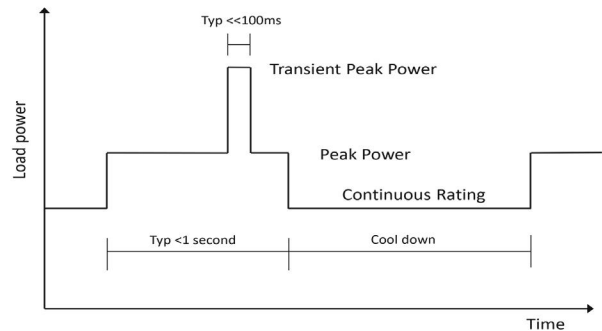 Typ <<100ms
Transient Peak Power
Load power
Peak Power
Continuous Rating
Typ <1 second
Cool down
Time